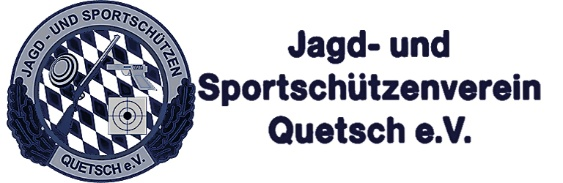 JAGD - UND SPORTSCHÜTZEN
QUETSCH e.V.
Jagd- und
Sportschützenverein
Quetsch e.V.